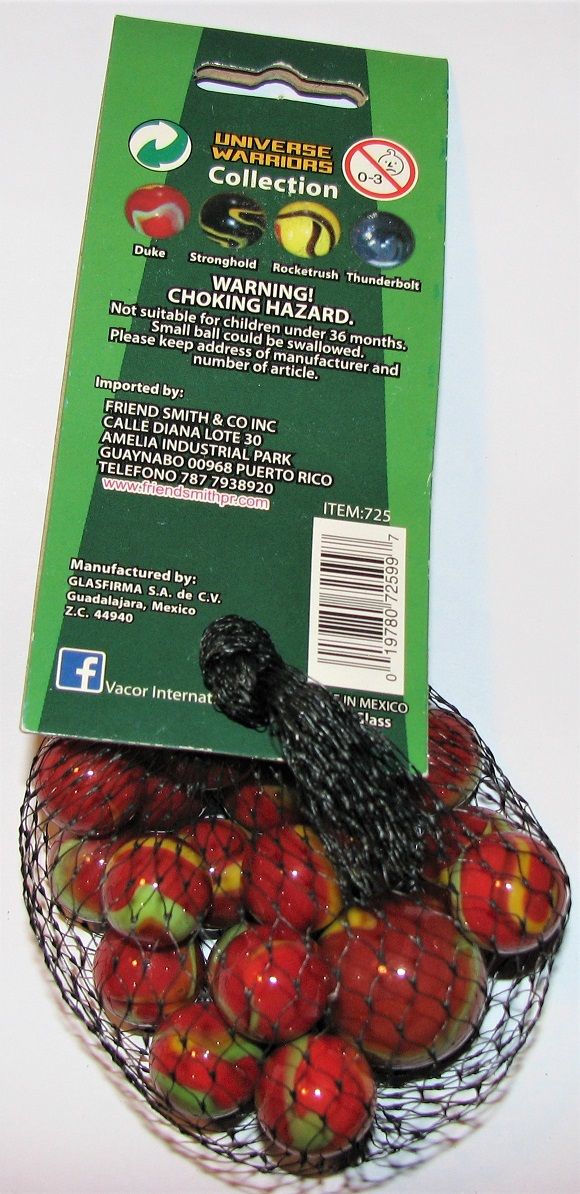 UNIVERSE
WARRIORS
Collection
0-3
Duke Stronghold Rocketrush Thunderbolt
WARNING!
CHOKING HAZARD.
Not suitable for children under 36 months.
Small ball could be swallowed.
Please keep address of manufacturer and
number of article.
Imported by:
FRIEND SMITH & CO INC
CALLE DIANA LOTE 30
AMELIA INDUSTRIAL PARK
GUAYNABO 00968 PUERTO RICO
TELEFONO 787 7938920
www.friendsmithpr.com
ITEM:725
0 19780 72599 7
Manufactured by:
GLASFIRMA S.A. de C.V.
Guadalajara, Mexico
Z.C. 44940
f
Vacor Internat
IN MEXICO
Glass